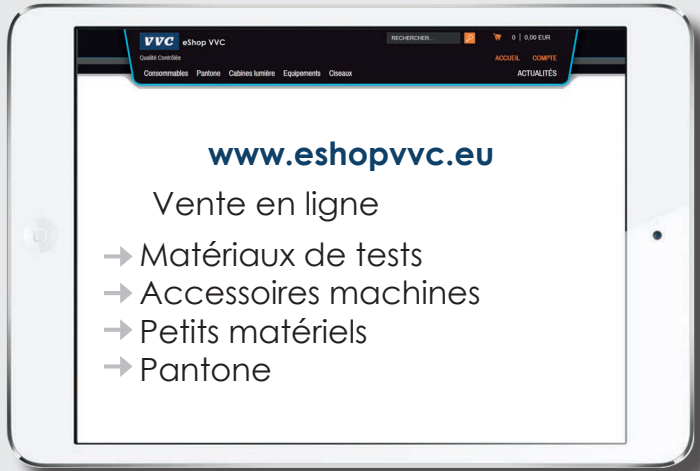 VVC eShop VVC
RECHERCHER...
0 | 0,00 EUR
Qualité Contrôlée
ACCUEIL COMPTE
Consommables Pantone Cabines lumière Equipements Ciseaux
ACTUALITÉS
www.eshopvvc.eu
Vente en ligne
Matériaux de tests
Accessoires machines
Petits matériels
Pantone